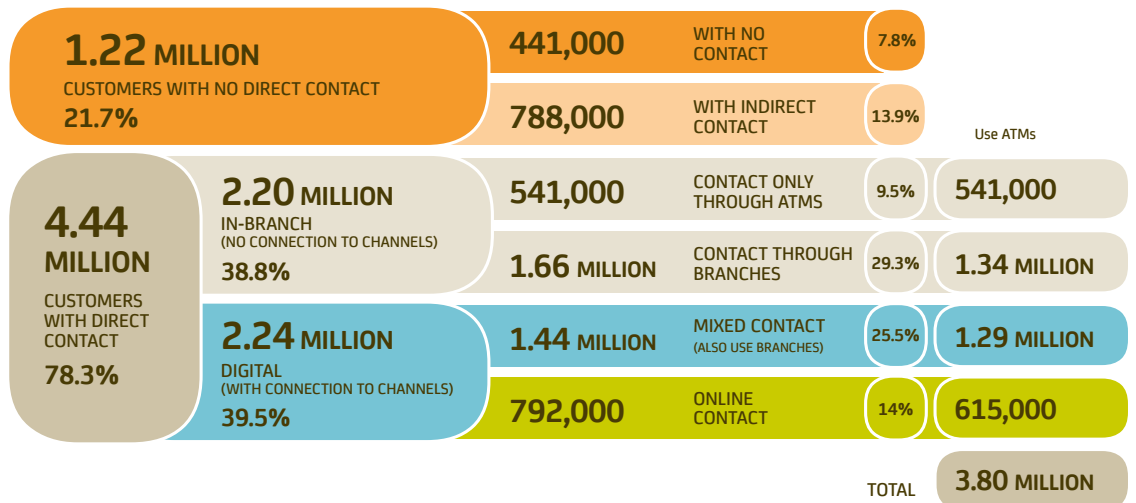 1.22 MILLION
CUSTOMERS WITH NO DIRECT CONTACT
21.7%
441,000
WITH NO
CONTACT
7.8%
788,000
WITH INDIRECT
CONTACT
13.9%
Use ATMs
4.44
MILLION
CUSTOMERS
WITH DIRECT
CONTACT
78.3%
2.20 MILLION
IN-BRANCH
(NO CONNECTION TO CHANNELS)
38.8%
541,000
CONTACT ONLY
THROUGH ATMS
9.5%
541,000
1.66 MILLION
CONTACT THROUGH
BRANCHES
29.3%
1.34 MILLION
2.24 MILLION
DIGITAL
(WITH CONNECTION TO CHANNELS)
39.5%
1.44 MILLION
MIXED CONTACT
(ALSO USE BRANCHES)
25.5%
1.29 MILLION
792,000
ONLINE
CONTACT
14%
615,000
TOTAL
3.80 MILLION